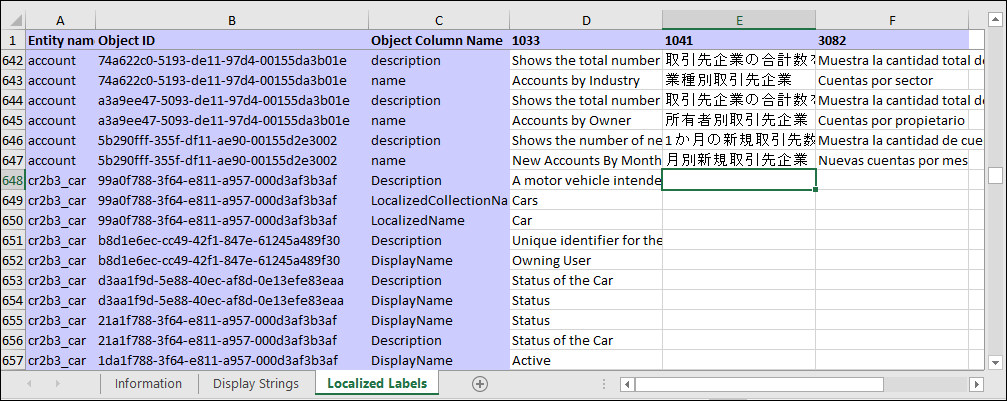 A B C D E F
1 Entity nam Object ID Object Column Name 1033 1041 3082
642 account 74a622c0-5193-de11-97d4-00155da3b01e description Shows the total number 取引先企業の合計数 Muestra la cantidad total de
643 account 74a622c0-5193-de11-97d4-00155da3b01e name Accounts by Industry 業種別取引先企業 Cuentas por sector
644 account a3a9ee47-5093-de11-97d4-00155da3b01e description Shows the total number 取引先企業の合計数 Muestra la cantidad total de
645 account a3a9ee47-5093-de11-97d4-00155da3b01e name Accounts by Owner 所有者別取引先企業 Cuentas por propietario
646 account 5b290fff-355f-df11-ae90-00155d2e3002 description Shows the number of ne 1か月の新規取引先数 Muestra la cantidad de cue
647 account 5b290fff-355f-df11-ae90-00155d2e3002 name New Accounts By Month 月別新規取引先企業 Nuevas cuentas por mes
648 cr2b3_car 99a0f788-3f64-e811-a957-000d3af3b3af Description A motor vehicle intende
649 cr2b3_car 99a0f788-3f64-e811-a957-000d3af3b3af LocalizedCollectionNa Cars
650 cr2b3_car 99a0f788-3f64-e811-a957-000d3af3b3af LocalizedName Car
651 cr2b3_car b8d1e6ec-cc49-42f1-847e-61245a489f30 Description Unique identifier for the
652 cr2b3_car b8d1e6ec-cc49-42f1-847e-61245a489f30 DisplayName Owning User
653 cr2b3_car d3aa1f9d-5e88-40ec-af8d-0e13efe83eaa Description Status of the Car
654 cr2b3_car d3aa1f9d-5e88-40ec-af8d-0e13efe83eaa DisplayName Status
655 cr2b3_car 21a1f788-3f64-e811-a957-000d3af3b3af DisplayName Status
656 cr2b3_car 21a1f788-3f64-e811-a957-000d3af3b3af Description Status of the Car
657 cr2b3_car 1da1f788-3f64-e811-a957-000d3af3b3af DisplayName Active
Information Display Strings Localized Labels